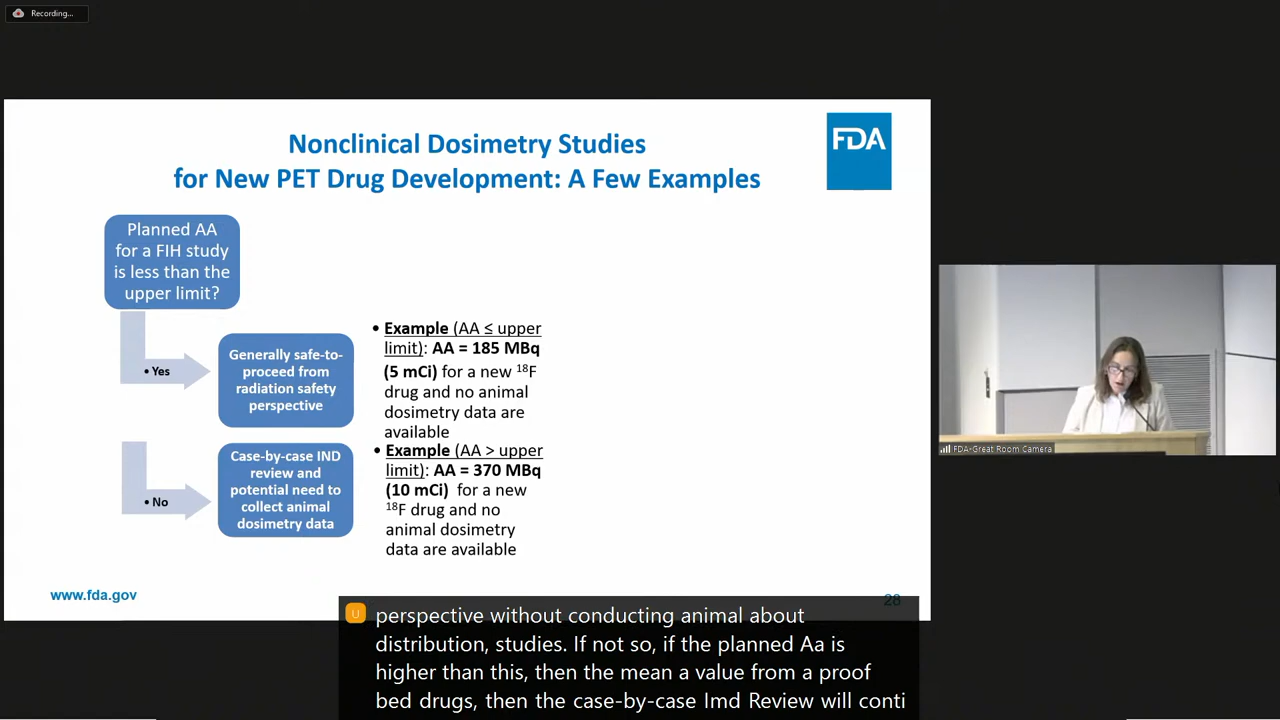 Recording...
Nonclinical Dosimetry Studies
for New PET Drug Development: A Few Examples
FDA
Planned AA
for a FIH study
is less than the
upper limit?
• Yes
Generally safe-to-
proceed from
radiation safety
perspective
• Example (AA ≤ upper
limit): AA = 185 MBq
(5 mCi) for a new 18F
drug and no animal
dosimetry data are
available
• No
Case-by-case IND
review and
potential need to
collect animal
dosimetry data
• Example (AA > upper
limit): AA = 370 MBq
(10 mCi) for a new
18F drug and no
animal dosimetry
data are available
www.fda.gov
28
FDA-Great Room Camera
U
perspective without conducting animal about
distribution, studies. If not so, if the planned Aa is
higher than this, then the mean a value from a proof
bed drugs, then the case-by-case Imd Review will conti